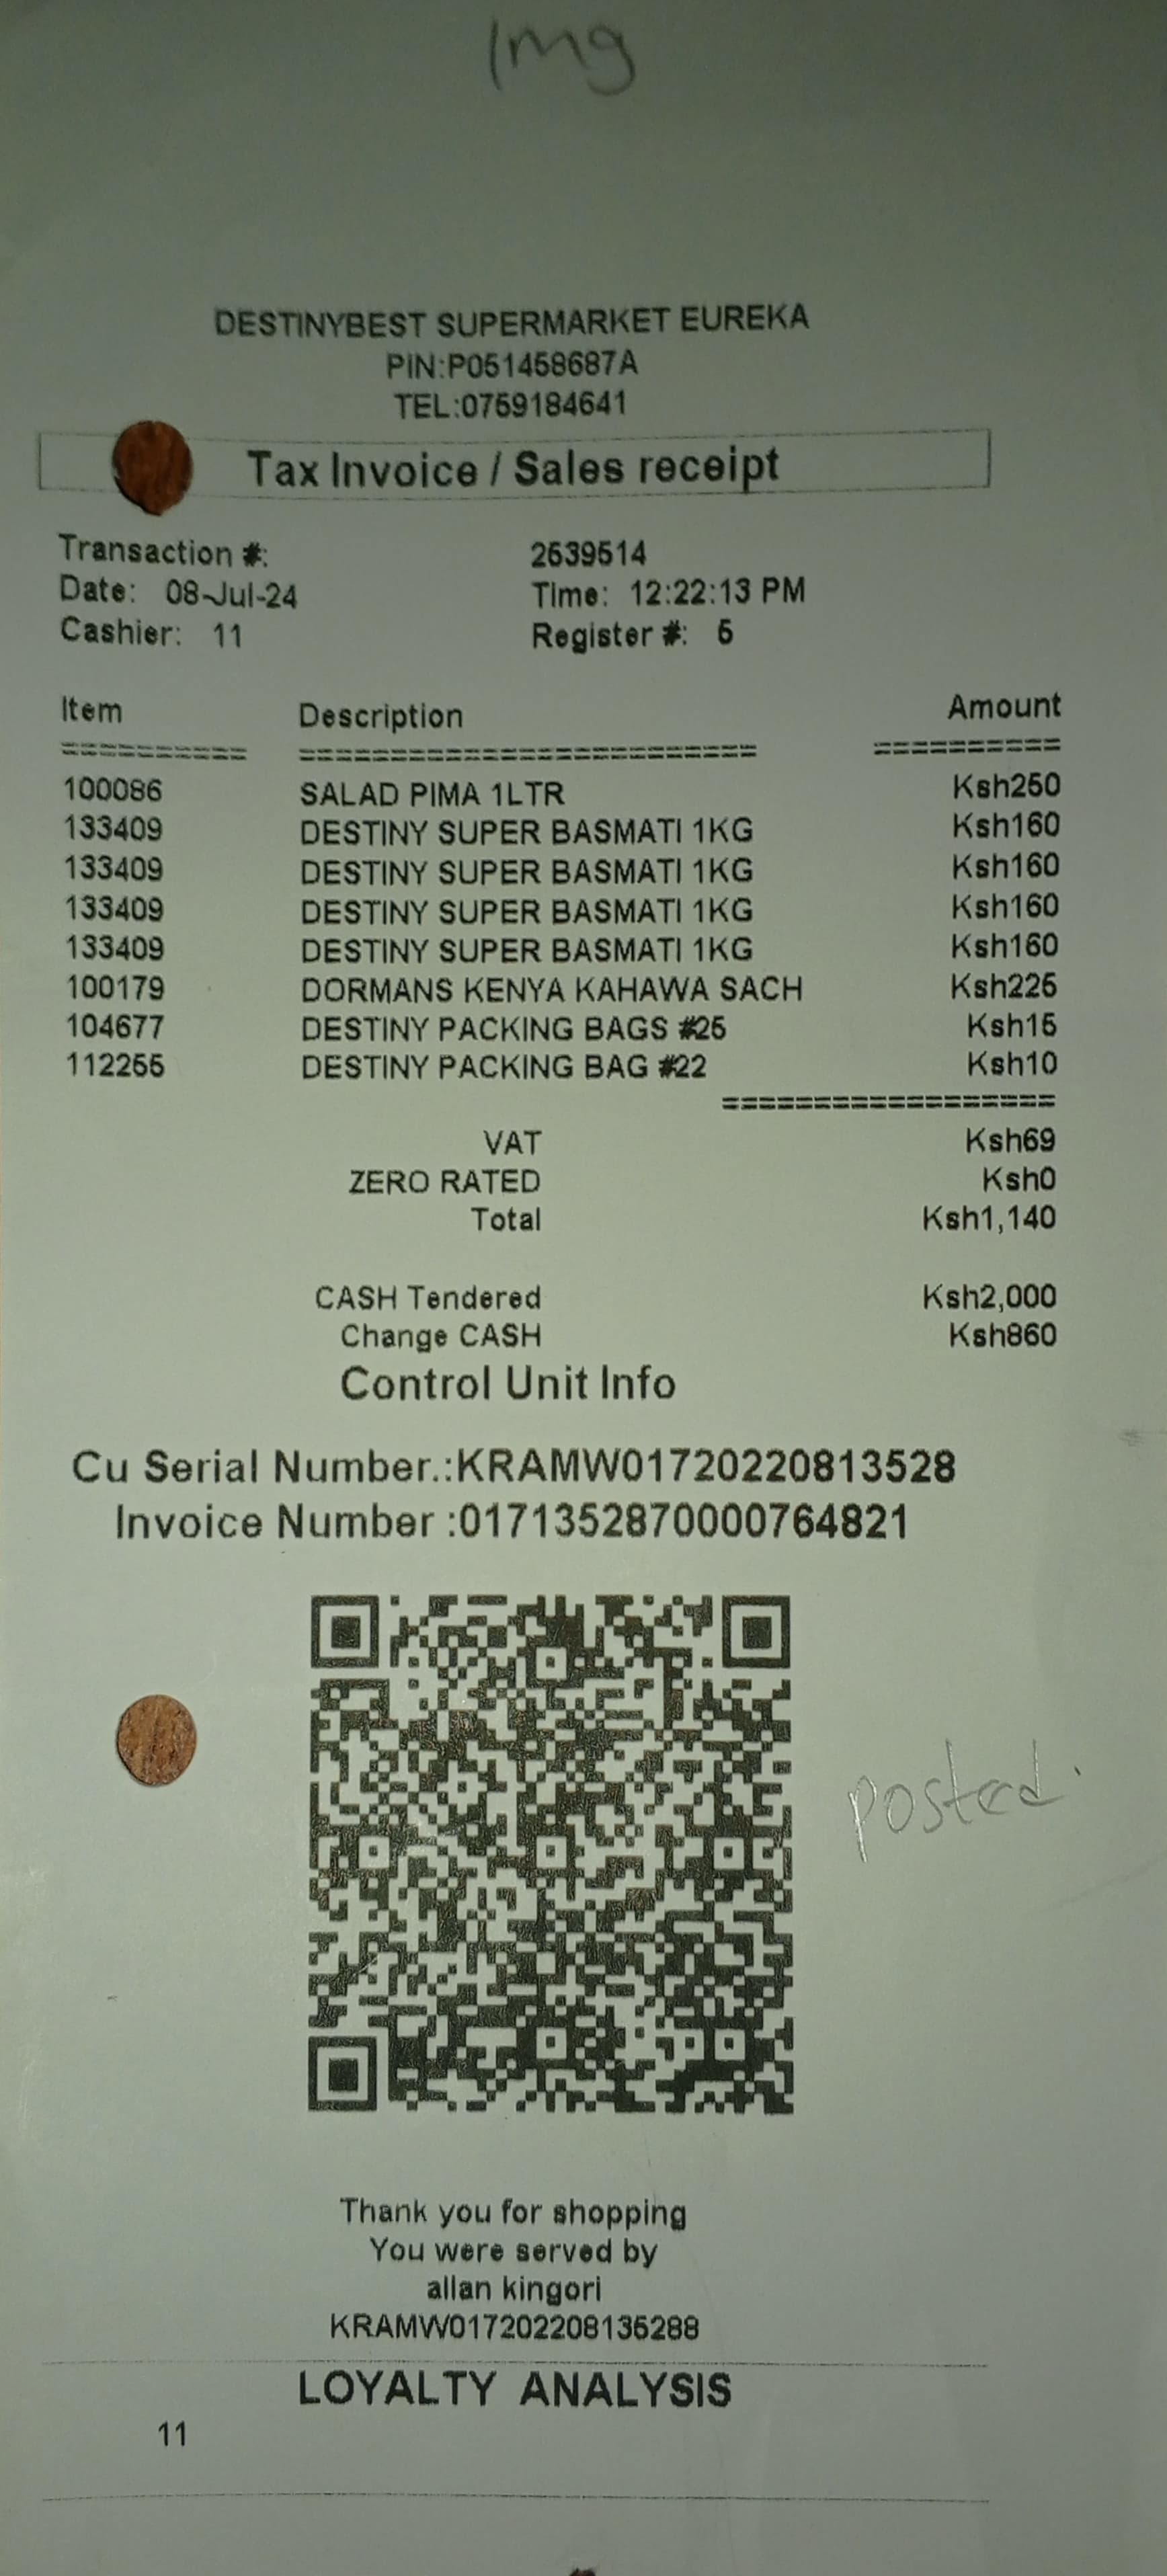 Img
DESTINYBEST SUPERMARKET EUREKA
PIN:P051458687A
TEL:0759184641
Tax Invoice / Sales receipt
Transaction #: 2539514
Date: 08-Jul-24 Time: 12:22:13 PM
Cashier: 11 Register #: 5
Item Description Amount
========== ========================= ==========
100086 SALAD PIMA 1LTR Ksh250
133409 DESTINY SUPER BASMATI 1KG Ksh160
133409 DESTINY SUPER BASMATI 1KG Ksh160
133409 DESTINY SUPER BASMATI 1KG Ksh160
133409 DESTINY SUPER BASMATI 1KG Ksh160
100179 DORMANS KENYA KAHAWA SACH Ksh225
104677 DESTINY PACKING BAGS #25 Ksh15
112255 DESTINY PACKING BAG #22 Ksh10
==================
VAT Ksh69
ZERO RATED Ksh0
Total Ksh1,140
CASH Tendered Ksh2,000
Change CASH Ksh860
Control Unit Info
Cu Serial Number.:KRAMW01720220813528
Invoice Number :0171352870000764821
posted.
Thank you for shopping
You were served by
allan kingori
KRAMW017202208135288
LOYALTY ANALYSIS
11